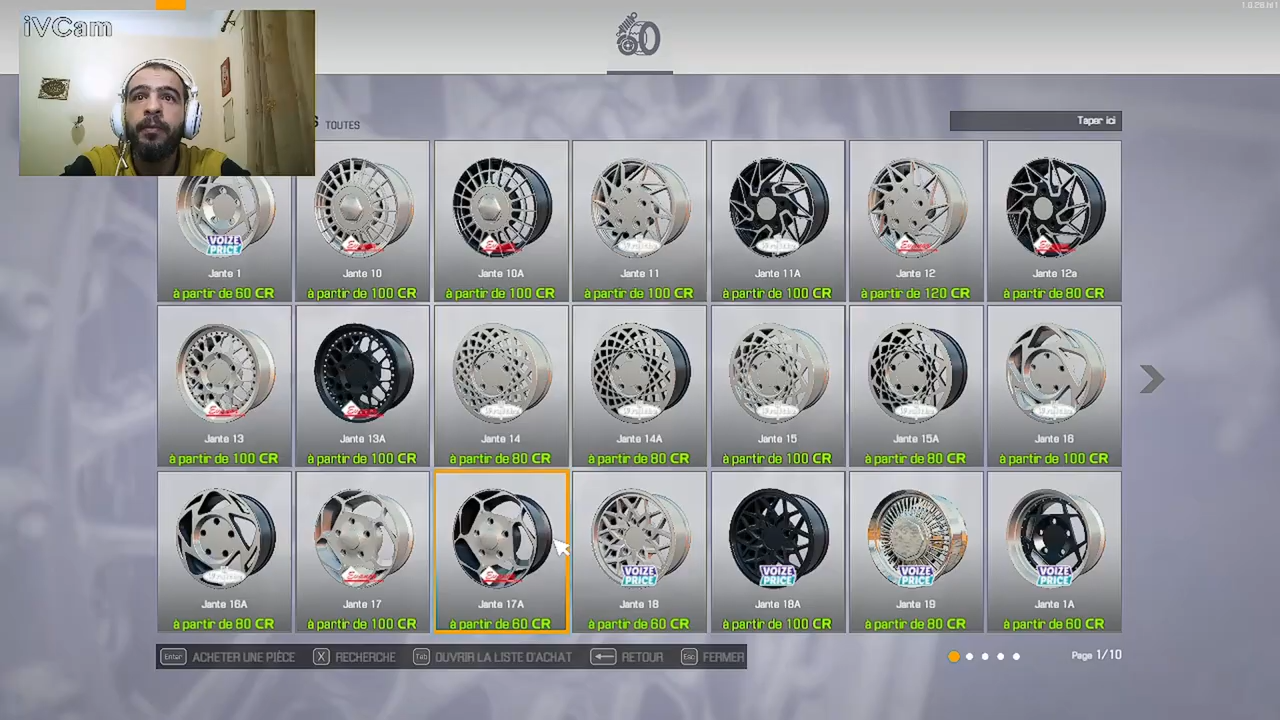 iVCam
TOUTES
Taper ici
VOIZE PRICE
Jante 1
à partir de 60 CR
Jante 10
à partir de 100 CR
Jante 10A
à partir de 100 CR
Jante 11
à partir de 100 CR
Jante 11A
à partir de 100 CR
Jante 12
à partir de 120 CR
Jante 12a
à partir de 80 CR
Jante 13
à partir de 100 CR
Jante 13A
à partir de 100 CR
Jante 14
à partir de 80 CR
Jante 14A
à partir de 80 CR
Jante 15
à partir de 100 CR
Jante 15A
à partir de 80 CR
Jante 16
à partir de 100 CR
Jante 16A
à partir de 80 CR
Jante 17
à partir de 100 CR
Jante 17A
à partir de 60 CR
VOIZE PRICE
Jante 18
à partir de 60 CR
VOIZE PRICE
Jante 18A
à partir de 100 CR
VOIZE PRICE
Jante 19
à partir de 80 CR
VOIZE PRICE
Jante 1A
à partir de 60 CR
Enter ACHETER UNE PIÈCE X RECHERCHE Tab OUVRIR LA LISTE D'ACHAT RETOUR Esc FERMER
Page 1/10